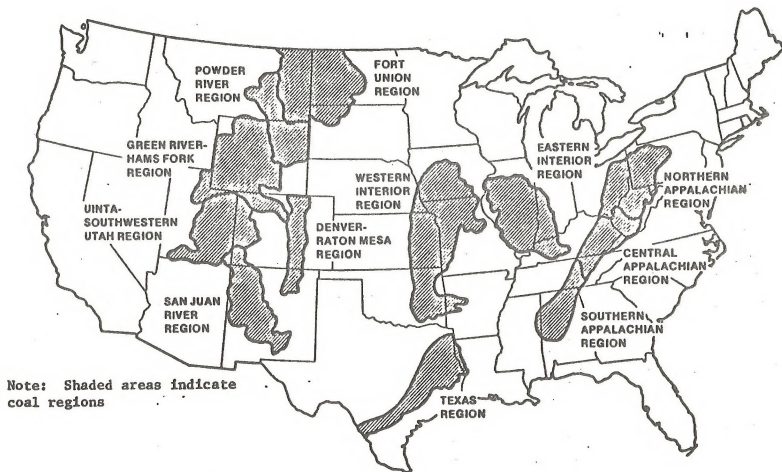 POWDER
RIVER
REGION
FORT
UNION
REGION
GREEN RIVER-
HAMS FORK
REGION
EASTERN
INTERIOR
REGION
WESTERN
INTERIOR
REGION
NORTHERN
APPALACHIAN
REGION
UINTA-
SOUTHWESTERN
UTAH REGION
DENVER-
RATON MESA
REGION
CENTRAL
APPALACHIAN
REGION
SAN JUAN
RIVER
REGION
SOUTHERN
APPALACHIAN
REGION
Note: Shaded areas indicate
coal regions
TEXAS
REGION